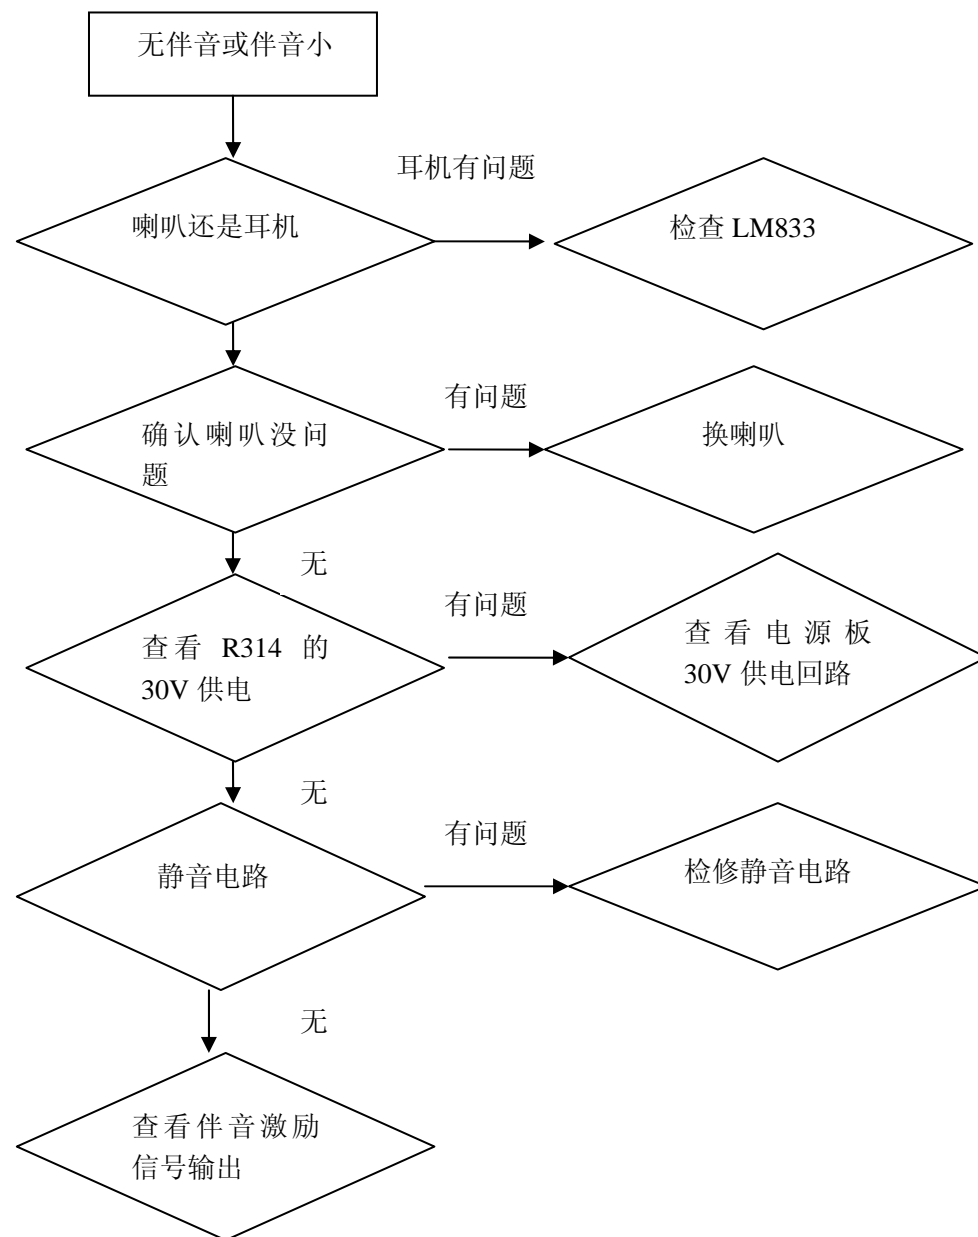 无伴音或伴音小
耳机有问题
喇叭还是耳机
检查 LM833
有问题
确认喇叭没问
题
换喇叭
无
有问题
查看 R314 的
30V 供电
查看电源板
30V 供电回路
无
有问题
静音电路
检修静音电路
无
查看伴音激励
信号输出